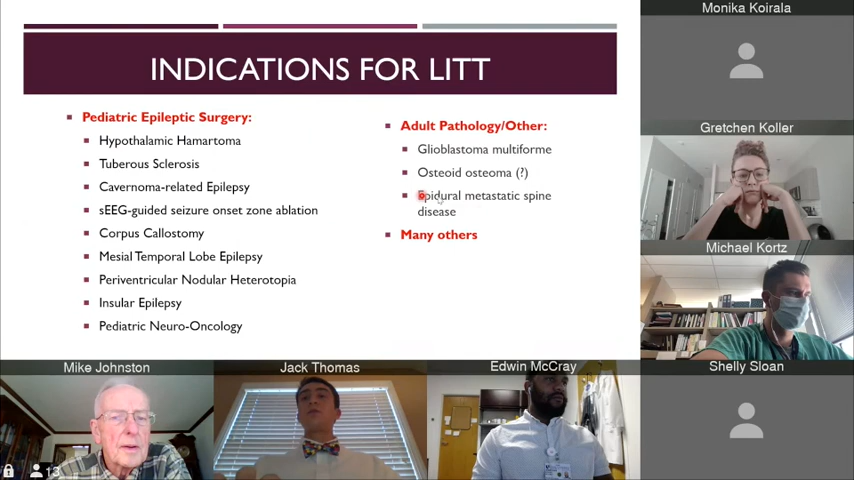 INDICATIONS FOR LITT
Pediatric Epileptic Surgery:
Hypothalamic Hamartoma
Tuberous Sclerosis
Cavernoma-related Epilepsy
sEEG-guided seizure onset zone ablation
Corpus Callostomy
Mesial Temporal Lobe Epilepsy
Periventricular Nodular Heterotopia
Insular Epilepsy
Pediatric Neuro-Oncology
Adult Pathology/Other:
Glioblastoma multiforme
Osteoid osteoma (?)
Epidural metastatic spine
disease
Many others
Monika Koirala
Gretchen Koller
Michael Kortz
Shelly Sloan
Mike Johnston
Jack Thomas
Edwin McCray
13